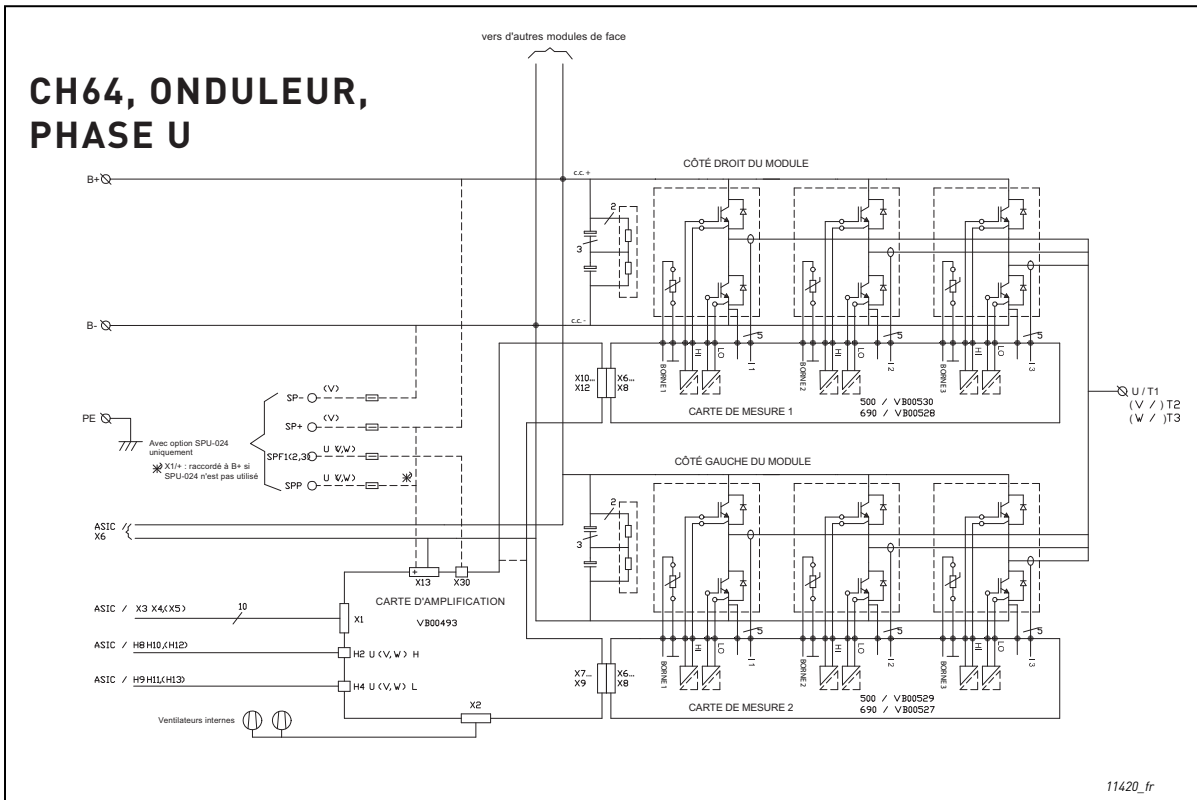 vers d'autres modules de face
CH64, ONDULEUR,
PHASE U
CÔTÉ DROIT DU MODULE
B+
c.c. +
2
3
B-
c.c. -
5
5
5
BORNE 1
HI
LO
I1
BORNE 2
HI
LO
I2
BORNE 3
HI
LO
I3
X10...
X12
X6...
X8
CARTE DE MESURE 1
500 / VB00530
690 / VB00528
U / T1
(V / ) T2
(W / ) T3
SP- (V)
SP+ (V)
SPF1(2,3) U (V,W)
SPP U (V,W)
PE
Avec option SPU-024
uniquement
X1/+ : raccordé à B+ si
SPU-024 n'est pas utilisé
CÔTÉ GAUCHE DU MODULE
2
3
ASIC //
X6
+
X13
X30
CARTE D'AMPLIFICATION
VB00493
ASIC / X3 X4,(X5)
10
X1
ASIC / H8 H10,(H12)
H2 U (V, W) H
ASIC / H9 H11,(H13)
H4 U (V, W) L
X2
Ventilateurs internes
5
5
5
BORNE 1
HI
LO
I1
BORNE 2
HI
LO
I2
BORNE 3
HI
LO
I3
X7...
X9
X6...
X8
CARTE DE MESURE 2
500 / VB00529
690 / VB00527
11420_fr